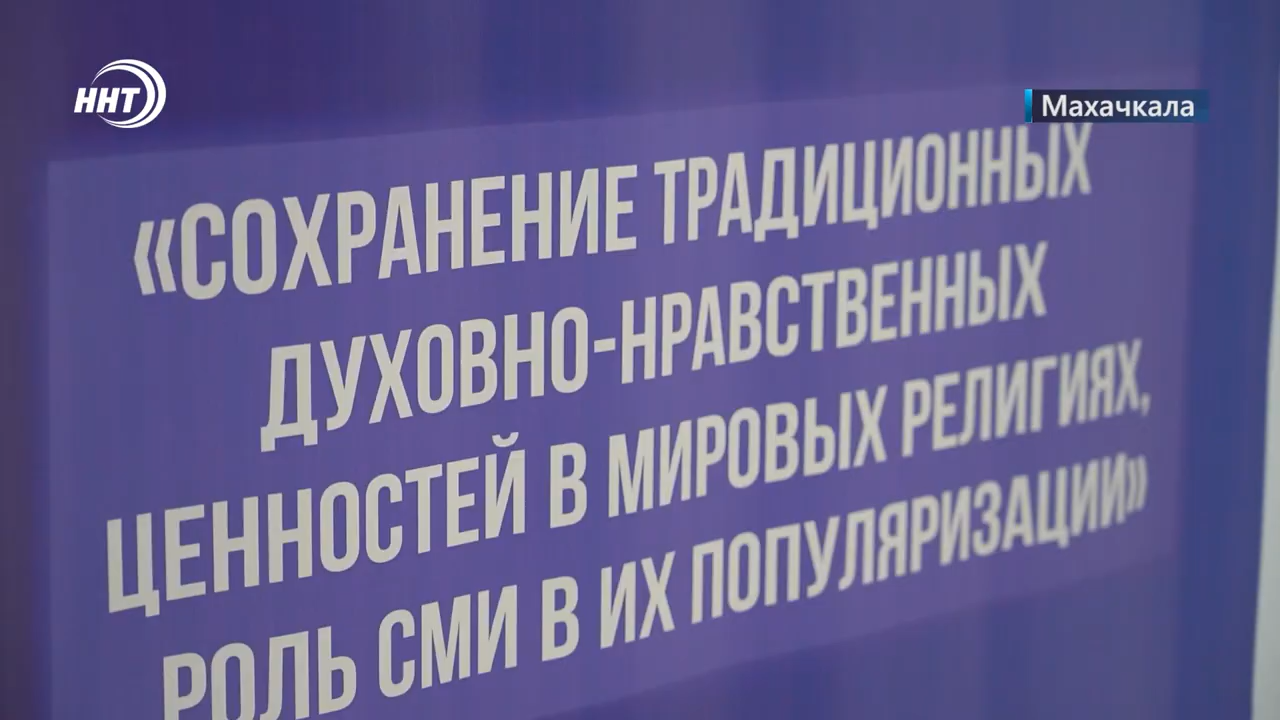 ННТ
Махачкала
«СОХРАНЕНИЕ ТРАДИЦИОННЫХ
ДУХОВНО-НРАВСТВЕННЫХ
ЦЕННОСТЕЙ В МИРОВЫХ РЕЛИГИЯХ,
РОЛЬ СМИ В ИХ ПОПУЛЯРИЗАЦИИ»